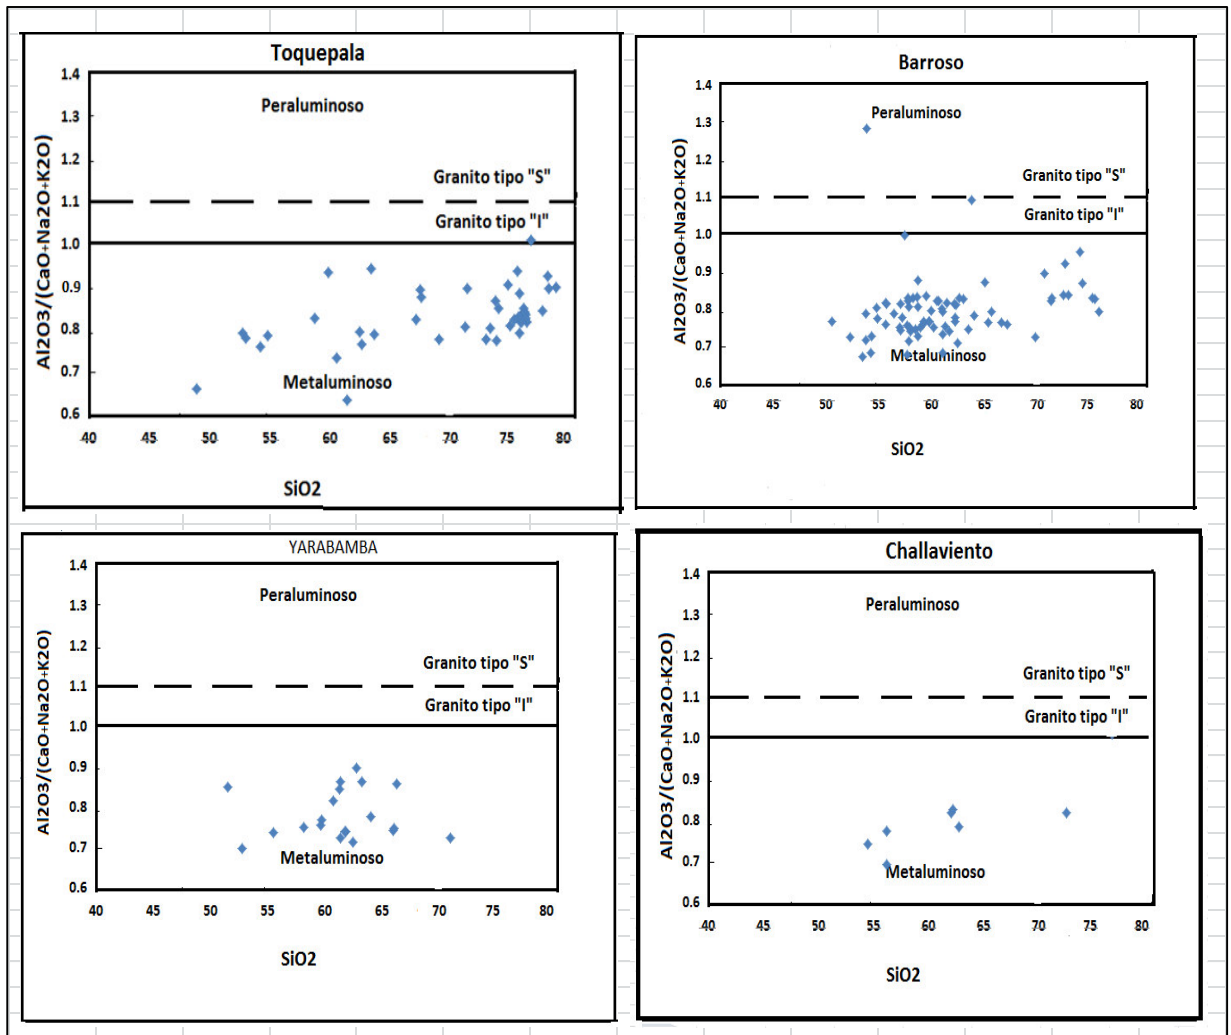 Toquepala
1.4
1.3
1.2
1.1
1.0
0.9
0.8
0.7
0.6
Al2O3/(CaO+Na2O+K2O)
Peraluminoso
Granito tipo "S"
Granito tipo "I"
Metaluminoso
40 45 50 55 60 65 70 75 80
SiO2
Barroso
1.4
1.3
1.2
1.1
1.0
0.9
0.8
0.7
0.6
Al2O3/(CaO+Na2O+K2O)
Peraluminoso
Granito tipo "S"
Granito tipo "I"
Metaluminoso
40 45 50 55 60 65 70 75 80
SiO2
YARABAMBA
1.4
1.3
1.2
1.1
1.0
0.9
0.8
0.7
0.6
Al2O3/(CaO+Na2O+K2O)
Peraluminoso
Granito tipo "S"
Granito tipo "I"
Metaluminoso
40 45 50 55 60 65 70 75 80
SiO2
Challaviento
1.4
1.3
1.2
1.1
1.0
0.9
0.8
0.7
0.6
Al2O3/(CaO+Na2O+K2O)
Peraluminoso
Granito tipo "S"
Granito tipo "I"
Metaluminoso
40 45 50 55 60 65 70 75 80
SiO2